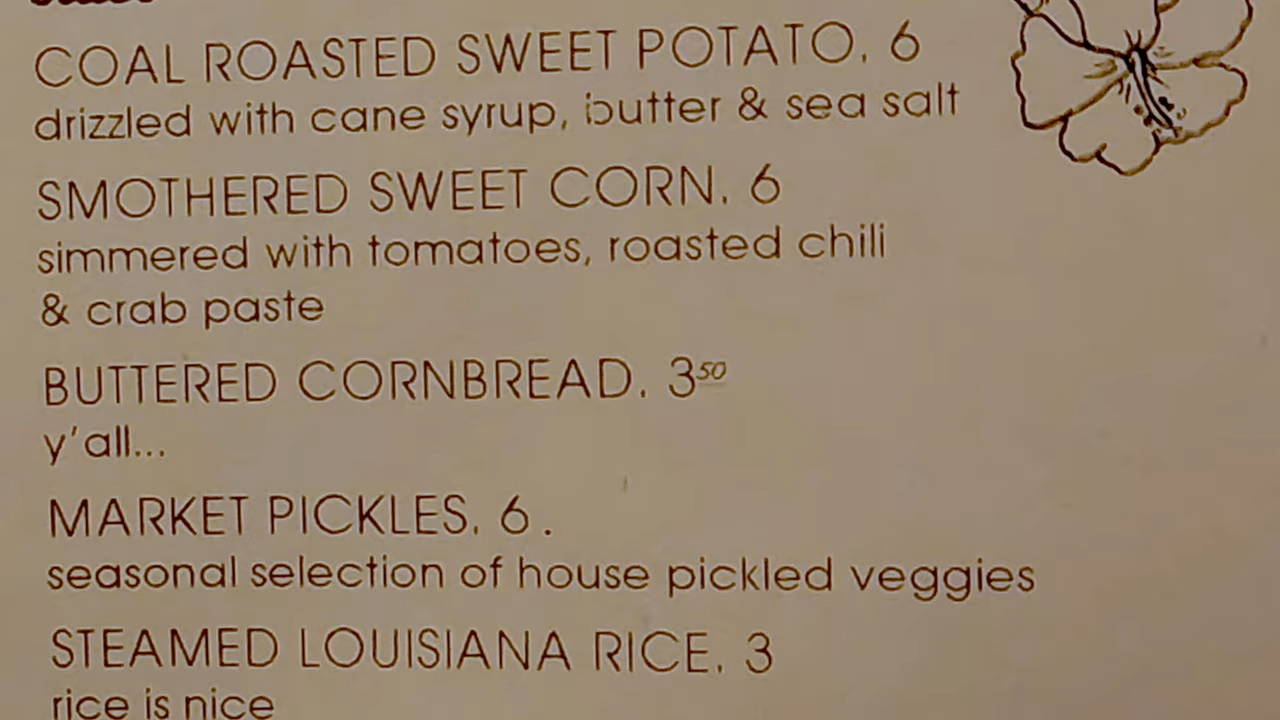 COAL ROASTED SWEET POTATO. 6
drizzled with cane syrup, butter & sea salt
SMOTHERED SWEET CORN. 6
simmered with tomatoes, roasted chili
& crab paste
BUTTERED CORNBREAD. 3⁵⁰
y'all...
MARKET PICKLES. 6.
seasonal selection of house pickled veggies
STEAMED LOUISIANA RICE. 3
rice is nice